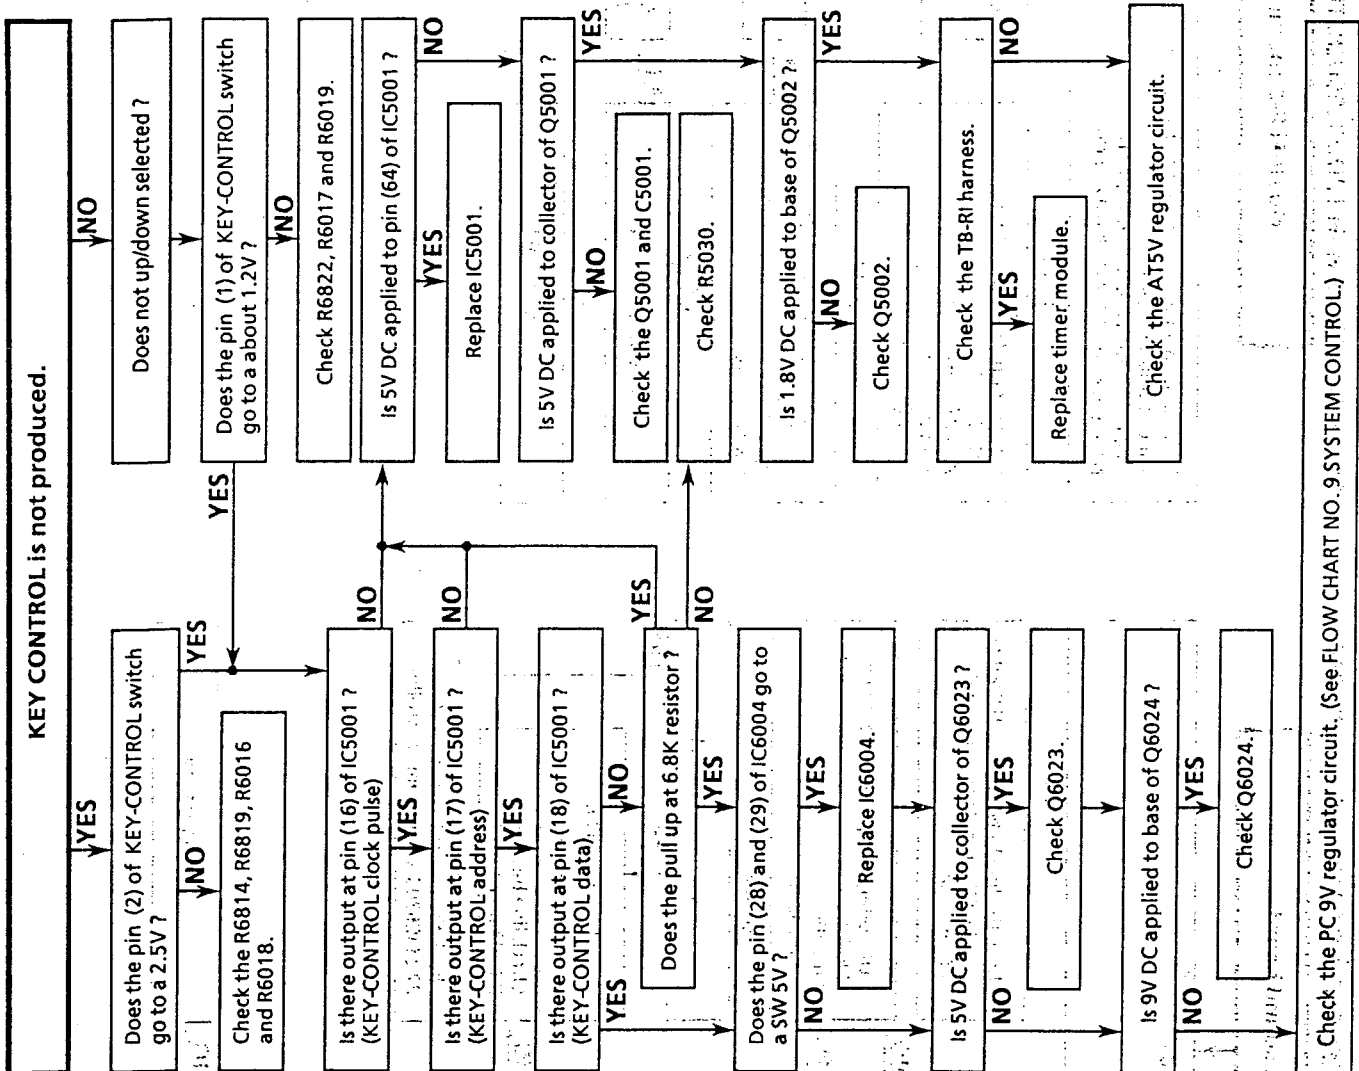 KEY CONTROL is not produced.
YES
NO
Does the pin (2) of KEY-CONTROL switch
go to a 2.5V ?
YES
NO
Check the R6814, R6819, R6016
and R6018.
Is there output at pin (16) of IC5001 ?
(KEY-CONTROL clock pulse)
NO
YES
Is there output at pin (17) of IC5001 ?
(KEY-CONTROL address)
NO
YES
Is there output at pin (18) of IC5001 ?
(KEY-CONTROL data)
YES
NO
Does the pull up at 6.8K resistor ?
YES
NO
YES
Does the pin (28) and (29) of IC6004 go to
a SW 5V ?
NO
YES
Replace IC6004.
Is 5V DC applied to collector of Q6023 ?
NO
YES
Check Q6023.
Is 9V DC applied to base of Q6024 ?
NO
YES
Check Q6024.
Does not up/down selected ?
Does the pin (1) of KEY-CONTROL switch
go to a about 1.2V ?
YES
NO
Check R6822, R6017 and R6019.
Is 5V DC applied to pin (64) of IC5001 ?
NO
YES
Replace IC5001.
Is 5V DC applied to collector of Q5001 ?
YES
NO
Check the Q5001 and C5001.
Check R5030.
Is 1.8V DC applied to base of Q5002 ?
YES
NO
Check Q5002.
Check the TB-RI harness.
NO
YES
Replace timer module.
Check the AT5V regulator circuit.
Check the PC 9V regulator circuit. (See FLOW CHART NO. 9 SYSTEM CONTROL.)